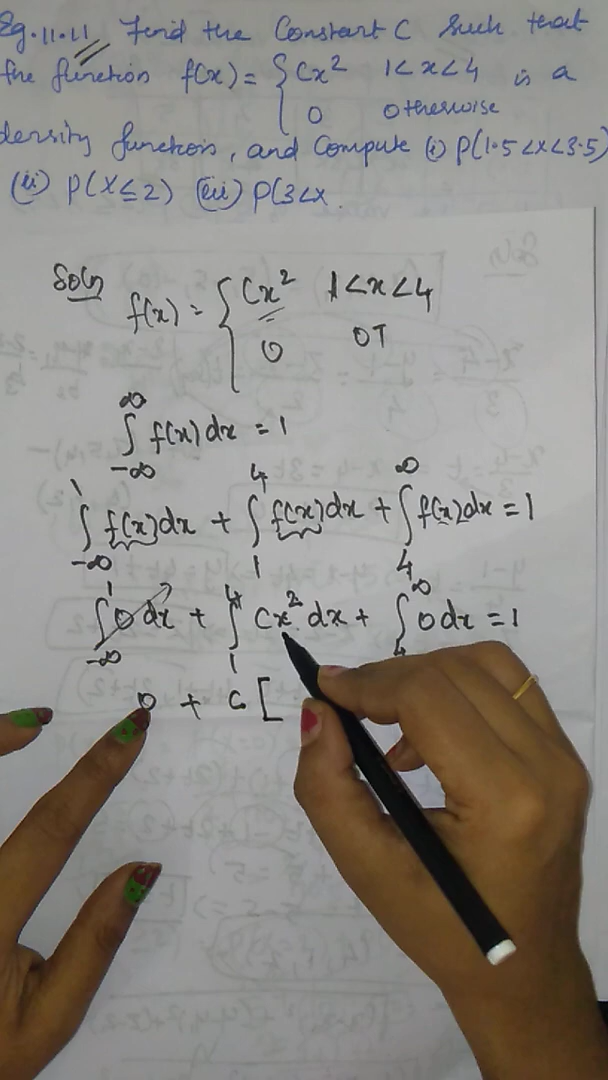 Eg.11.11 Find the Constant C such that
the function f(x) = { Cx² 1<x<4 is a
0 otherwise
density function, and Compute (i) P(1.5<x<3.5)
(ii) P(X≤2) (iii) P(3<x.
Soln
f(x) = { Cx² 1<x<4
0 OT
∫_{-∞}^{∞} f(x) dx = 1
∫_{-∞}^{1} f(x) dx + ∫_{1}^{4} f(x) dx + ∫_{4}^{∞} f(x) dx = 1
∫_{-∞}^{1} 0 dx + ∫_{1}^{4} Cx² dx + ∫_{4}^{∞} 0 dx = 1
0 + C [